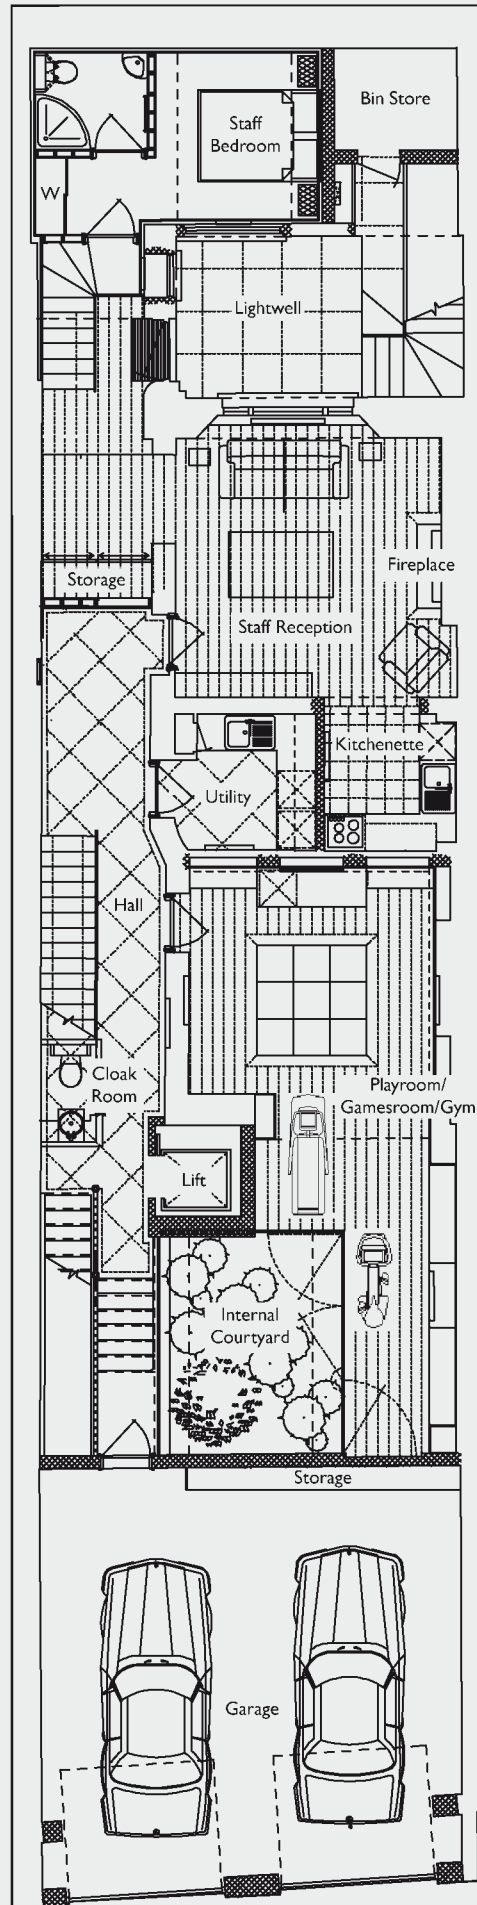 Bin Store
Staff
Bedroom
W
Lightwell
Fireplace
Storage
Staff Reception
Kitchenette
Utility
Hall
Cloak
Room
Playroom/
Gamesroom/Gym
Lift
Internal
Courtyard
Storage
Garage